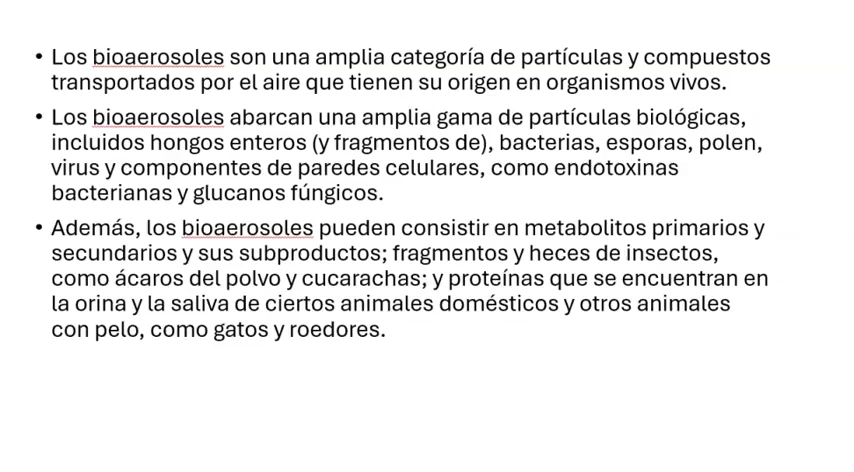 • Los bioaerosoles son una amplia categoría de partículas y compuestos
transportados por el aire que tienen su origen en organismos vivos.
• Los bioaerosoles abarcan una amplia gama de partículas biológicas,
incluidos hongos enteros (y fragmentos de), bacterias, esporas, polen,
virus y componentes de paredes celulares, como endotoxinas
bacterianas y glucanos fúngicos.
• Además, los bioaerosoles pueden consistir en metabolitos primarios y
secundarios y sus subproductos; fragmentos y heces de insectos,
como ácaros del polvo y cucarachas; y proteínas que se encuentran en
la orina y la saliva de ciertos animales domésticos y otros animales
con pelo, como gatos y roedores.